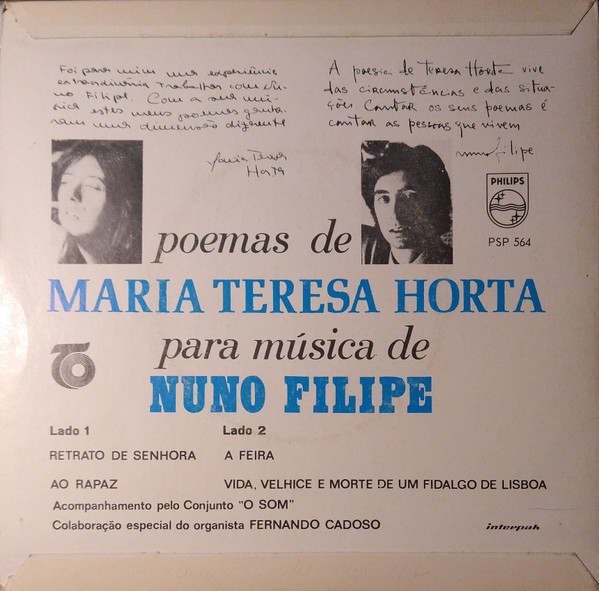 Foi para mim uma experiência
extraordinária trabalhar com Nu-
no Filipe. Com a sua mú-
sica estes meus poemas ganha-
ram uma dimensão diferente
Maria Teresa
Horta
A poesia de Teresa Horta vive
das circunstâncias e das situa-
ções Cantar os seus poemas é
cantar as pessoas que vivem
nuno filipe
PHILIPS
PSP 564
poemas de
MARIA TERESA HORTA
para música de
NUNO FILIPE
Lado 1 Lado 2
RETRATO DE SENHORA A FEIRA
AO RAPAZ VIDA, VELHICE E MORTE DE UM FIDALGO DE LISBOA
Acompanhamento pelo Conjunto "O SOM"
Colaboração especial do organista FERNANDO CADOSO
interpak